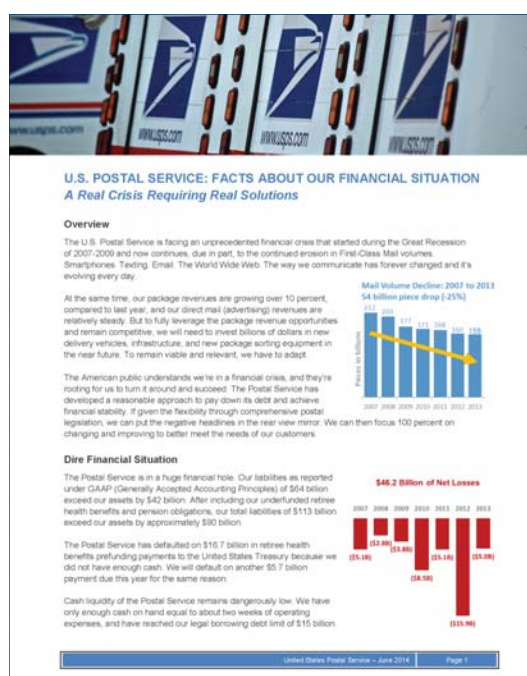 www.usps.com
www.usps.com
www.usps.com
www.usps.com
U.S. POSTAL SERVICE: FACTS ABOUT OUR FINANCIAL SITUATION
A Real Crisis Requiring Real Solutions
Overview
The U.S. Postal Service is facing an unprecedented financial crisis that started during the Great Recession
of 2007-2009 and now continues, due in part, to the continued erosion in First-Class Mail volumes.
Smartphones. Texting. Email. The World Wide Web. The way we communicate has forever changed and it's
evolving every day.
At the same time, our package revenues are growing over 10 percent,
compared to last year, and our direct mail (advertising) revenues are
relatively steady. But to fully leverage the package revenue opportunities
and remain competitive, we will need to invest billions of dollars in new
delivery vehicles, infrastructure, and new package sorting equipment in
the near future. To remain viable and relevant, we have to adapt.
Mail Volume Decline: 2007 to 2013
54 billion piece drop (-25%)
212 203 177 171 168 160 158
Pieces in billions
2007 2008 2009 2010 2011 2012 2013
The American public understands we're in a financial crisis, and they're
rooting for us to turn it around and succeed. The Postal Service has
developed a reasonable approach to pay down its debt and achieve
financial stability. If given the flexibility through comprehensive postal
legislation, we can put the negative headlines in the rear view mirror. We can then focus 100 percent on
changing and improving to better meet the needs of our customers.
Dire Financial Situation
The Postal Service is in a huge financial hole. Our liabilities as reported
under GAAP (Generally Accepted Accounting Principles) of $64 billion
exceed our assets by $42 billion. After including our underfunded retiree
health benefits and pension obligations, our total liabilities of $113 billion
exceed our assets by approximately $90 billion.
The Postal Service has defaulted on $16.7 billion in retiree health
benefits prefunding payments to the United States Treasury because we
did not have enough cash. We will default on another $5.7 billion
payment due this year for the same reason.
Cash liquidity of the Postal Service remains dangerously low. We have
only enough cash on hand equal to about two weeks of operating
expenses, and have reached our legal borrowing debt limit of $15 billion.
$46.2 Billion of Net Losses
2007 2008 2009 2010 2011 2012 2013
($5.1B) ($2.8B) ($3.8B) ($8.5B) ($5.1B) ($15.9B) ($5.0B)
United States Postal Service – June 2014 Page 1